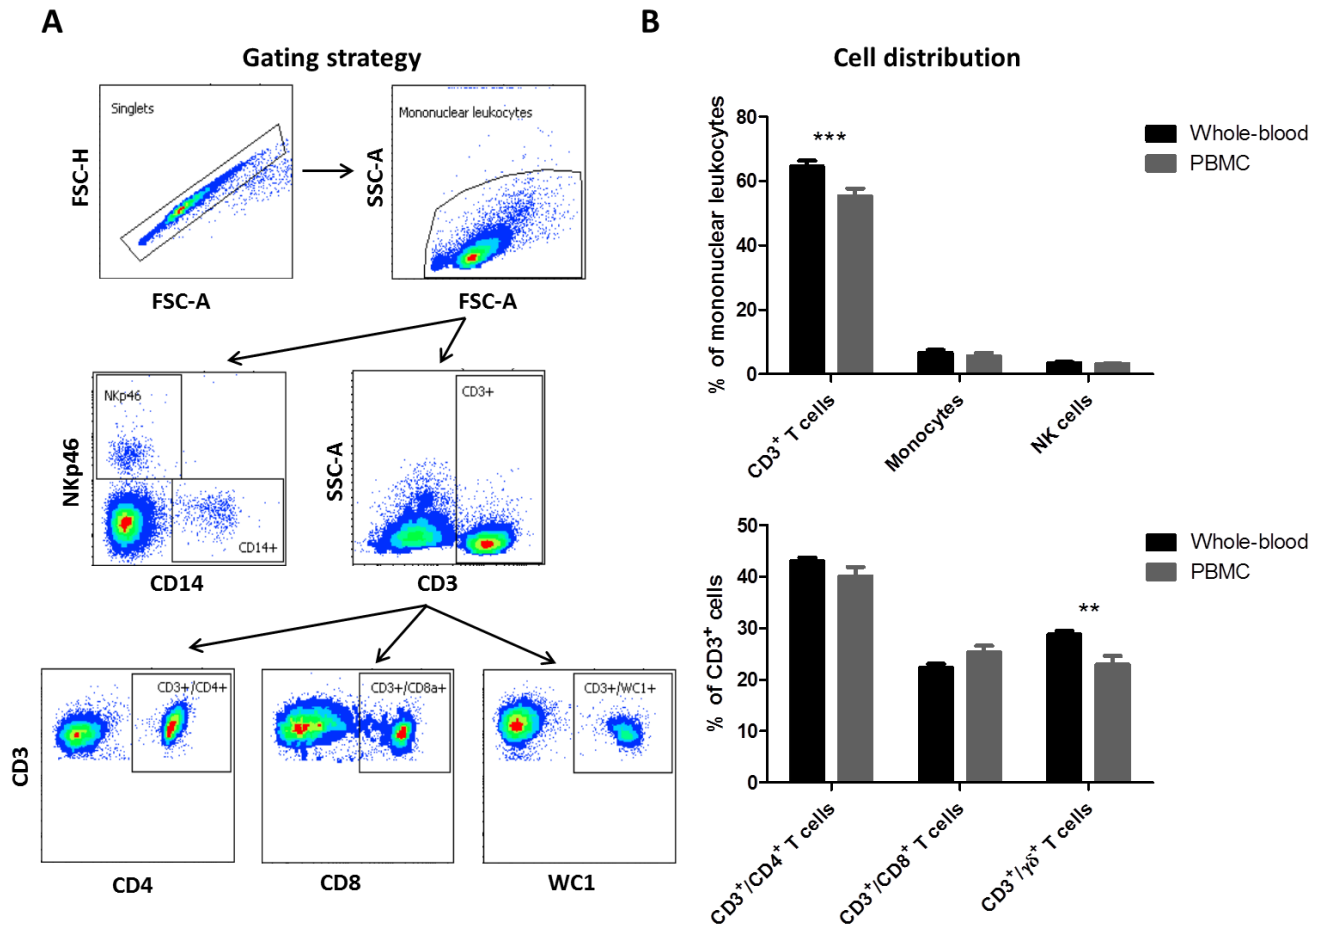 A
Gating strategy
Singlets
FSC-H
FSC-A
Mononuclear leukocytes
SSC-A
FSC-A
NKp46
NKp46
CD14+
CD14
CD3+
SSC-A
CD3
CD3+/CD4+
CD3
CD4
CD3+/CD8a+
CD8
CD3+/WC1+
WC1
B
Cell distribution
% of mononuclear leukocytes
80
60
40
20
0
***
Whole-blood
PBMC
CD3⁺ T cells
Monocytes
NK cells
% of CD3⁺ cells
50
40
30
20
10
0
**
Whole-blood
PBMC
CD3⁺/CD4⁺ T cells
CD3⁺/CD8⁺ T cells
CD3⁺/γδ⁺ T cells